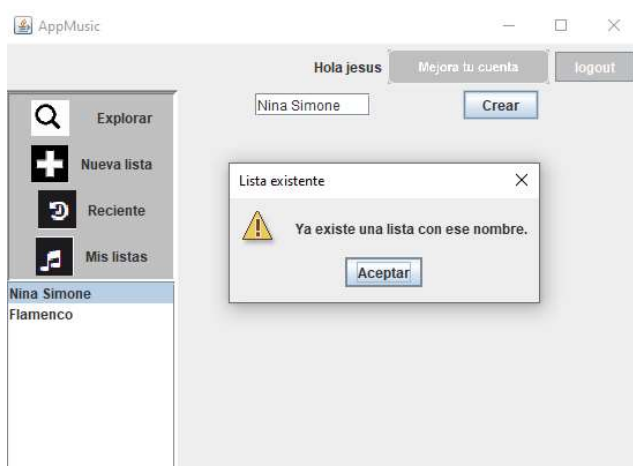 AppMusic
Hola jesus
Mejora tu cuenta
logout
Explorar
Nueva lista
Reciente
Mis listas
Nina Simone
Flamenco
Nina Simone
Crear
Lista existente
Ya existe una lista con ese nombre.
Aceptar